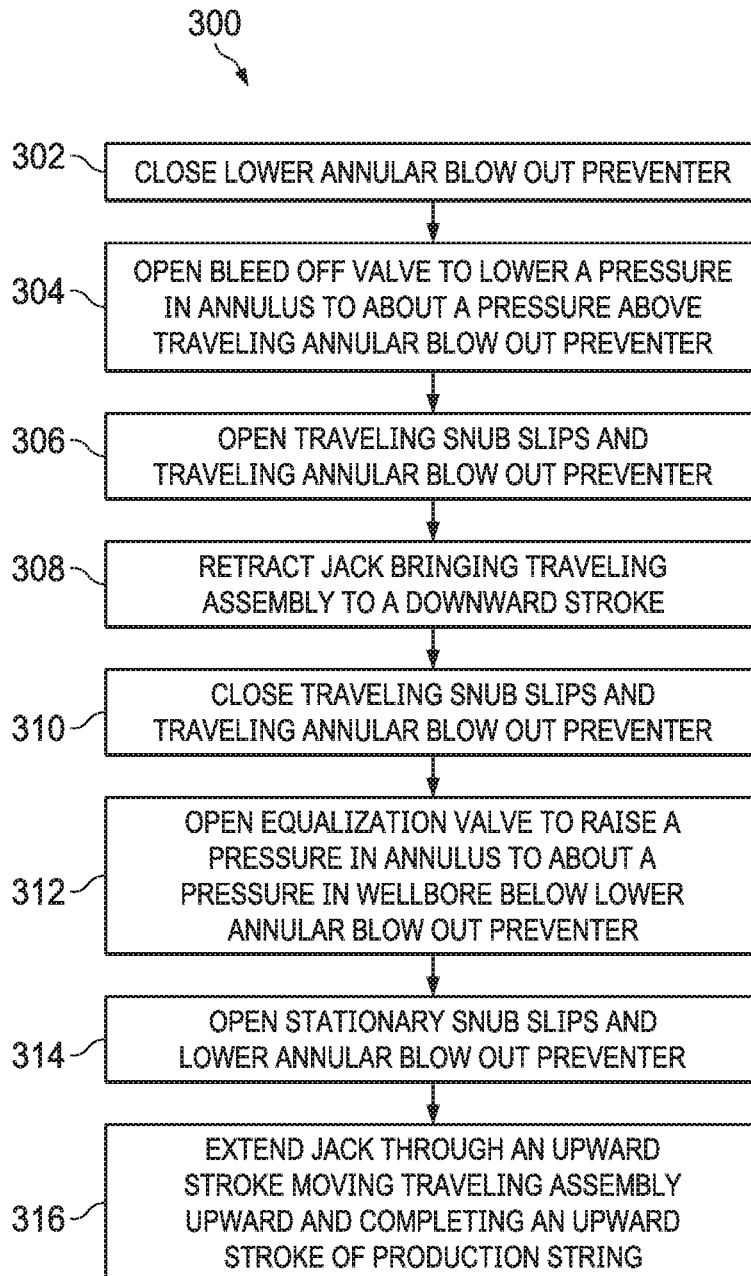 300
302
CLOSE LOWER ANNULAR BLOW OUT PREVENTER
304
OPEN BLEED OFF VALVE TO LOWER A PRESSURE
IN ANNULUS TO ABOUT A PRESSURE ABOVE
TRAVELING ANNULAR BLOW OUT PREVENTER
306
OPEN TRAVELING SNUB SLIPS AND
TRAVELING ANNULAR BLOW OUT PREVENTER
308
RETRACT JACK BRINGING TRAVELING
ASSEMBLY TO A DOWNWARD STROKE
310
CLOSE TRAVELING SNUB SLIPS AND
TRAVELING ANNULAR BLOW OUT PREVENTER
312
OPEN EQUALIZATION VALVE TO RAISE A
PRESSURE IN ANNULUS TO ABOUT A
PRESSURE IN WELLBORE BELOW LOWER
ANNULAR BLOW OUT PREVENTER
314
OPEN STATIONARY SNUB SLIPS AND
LOWER ANNULAR BLOW OUT PREVENTER
316
EXTEND JACK THROUGH AN UPWARD
STROKE MOVING TRAVELING ASSEMBLY
UPWARD AND COMPLETING AN UPWARD
STROKE OF PRODUCTION STRING